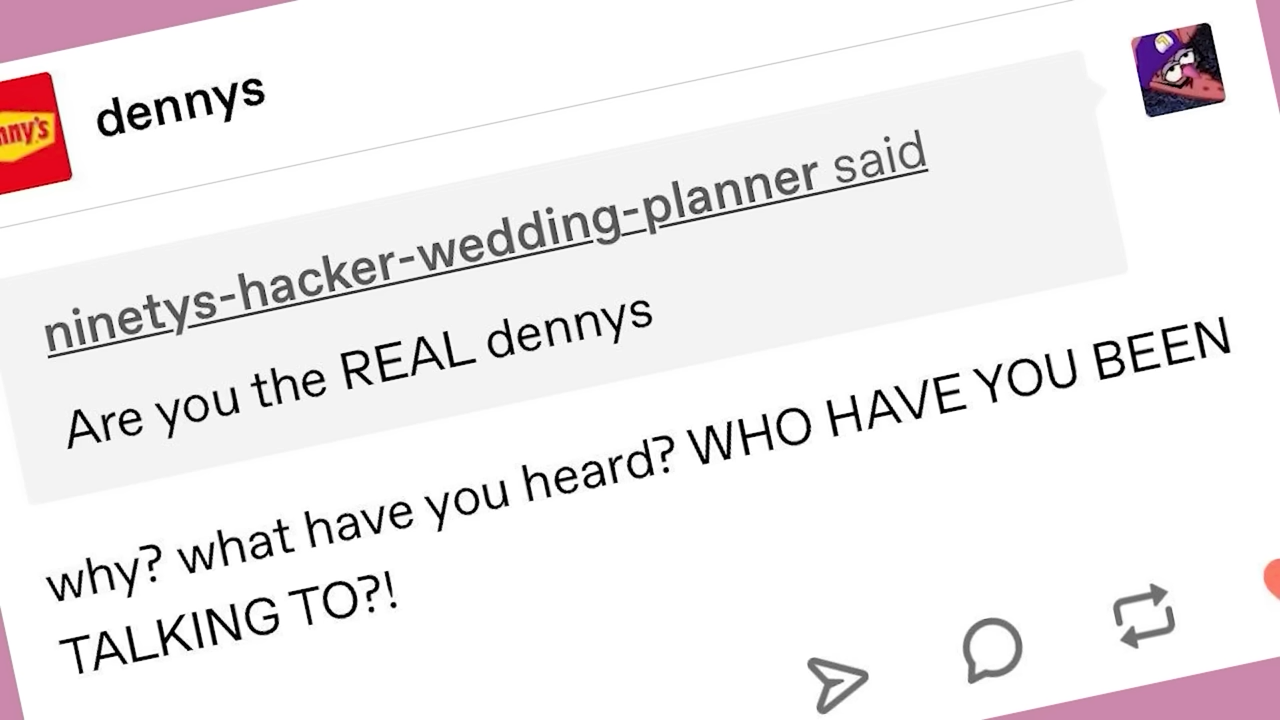 nny's
dennys
ninetys-hacker-wedding-planner said
Are you the REAL dennys
why? what have you heard? WHO HAVE YOU BEEN
TALKING TO?!